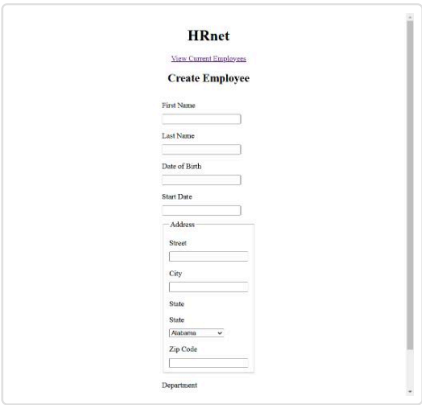 HRnet
View Current Employees
Create Employee
First Name
Last Name
Date of Birth
Start Date
Address
Street
City
State
State
Alabama
Zip Code
Department